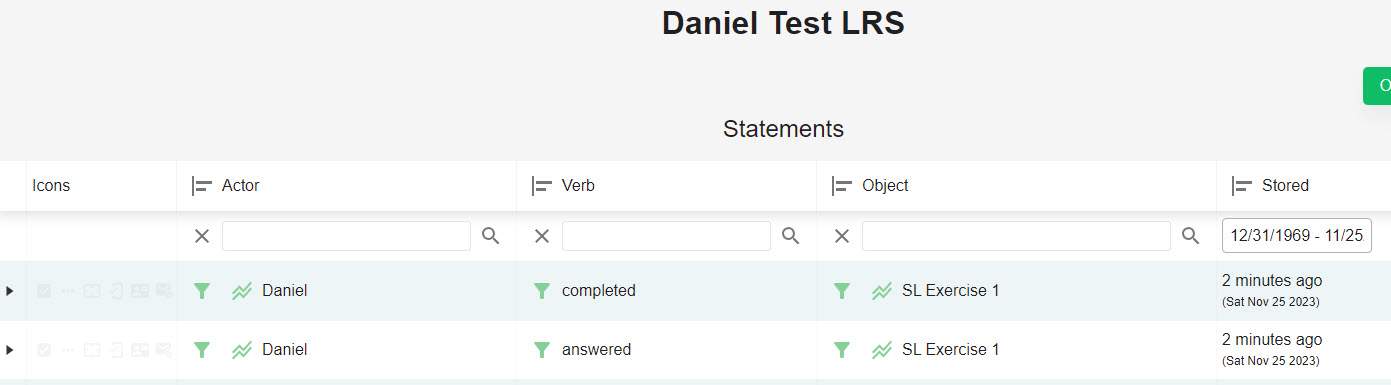 Daniel Test LRS
Statements
Icons Actor Verb Object Stored
12/31/1969 - 11/25
Daniel completed SL Exercise 1 2 minutes ago
(Sat Nov 25 2023)
Daniel answered SL Exercise 1 2 minutes ago
(Sat Nov 25 2023)